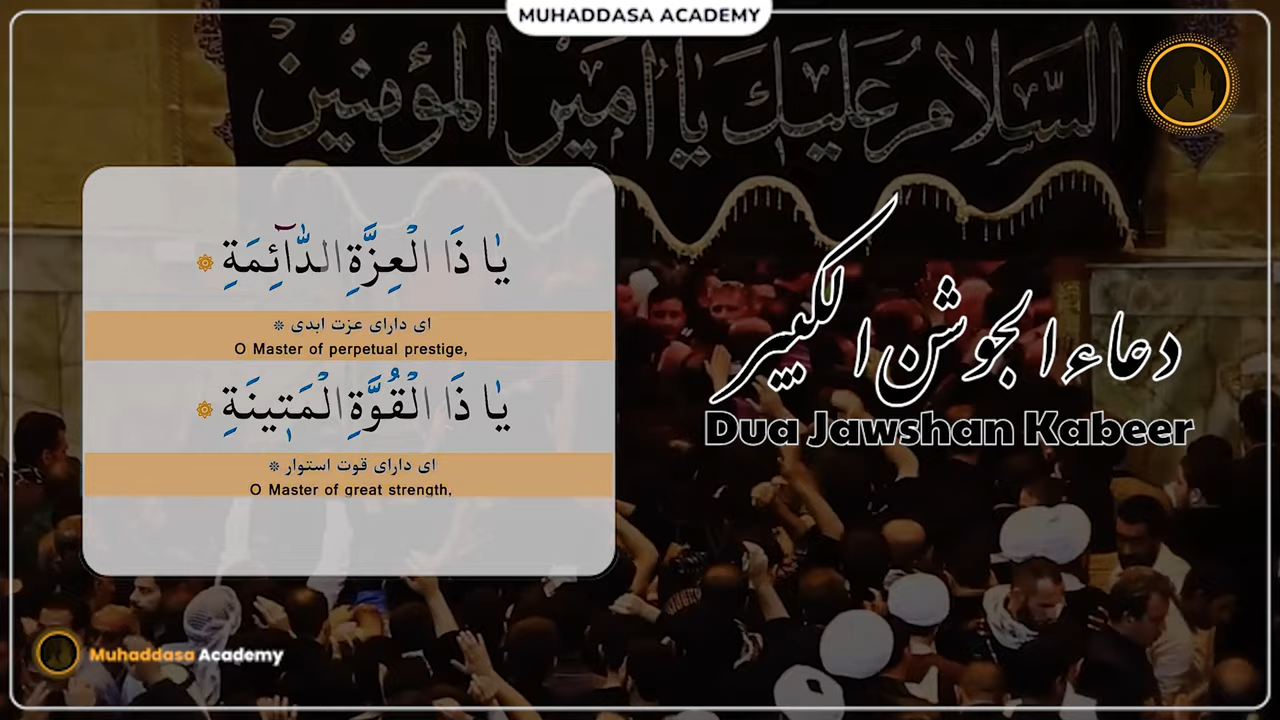 MUHADDASA ACADEMY
السلام عليك يا امير المؤمنين
يٰا ذَا الْعِزَّةِ الدّٰٓائِمَةِ ۞
ای دارای عزت ابدی *
O Master of perpetual prestige,
يٰا ذَا الْقُوَّةِ الْمَتٖينَةِ ۞
ای دارای قوت استوار *
O Master of great strength,
دعاء الجوشن الكبير
Dua Jawshan Kabeer
Muhaddasa Academy